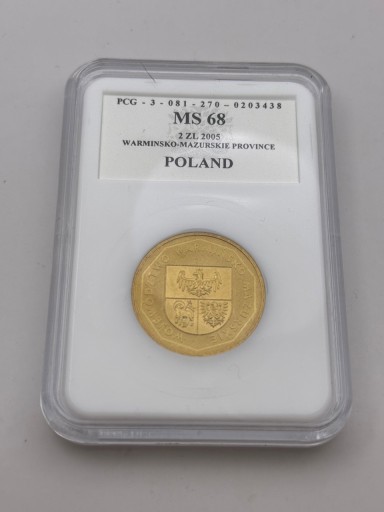 PCG - 3 - 081 - 270 - 0203438
MS 68
2 ZL 2005
WARMINSKO-MAZURSKIE PROVINCE
POLAND